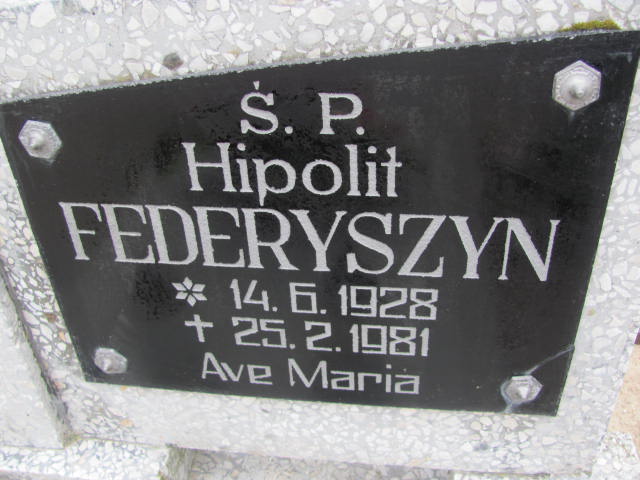 Ś. P.
Hipolit
FEDERYSZYN
* 14. 6. 1928
✝ 25. 2. 1981
Ave Maria